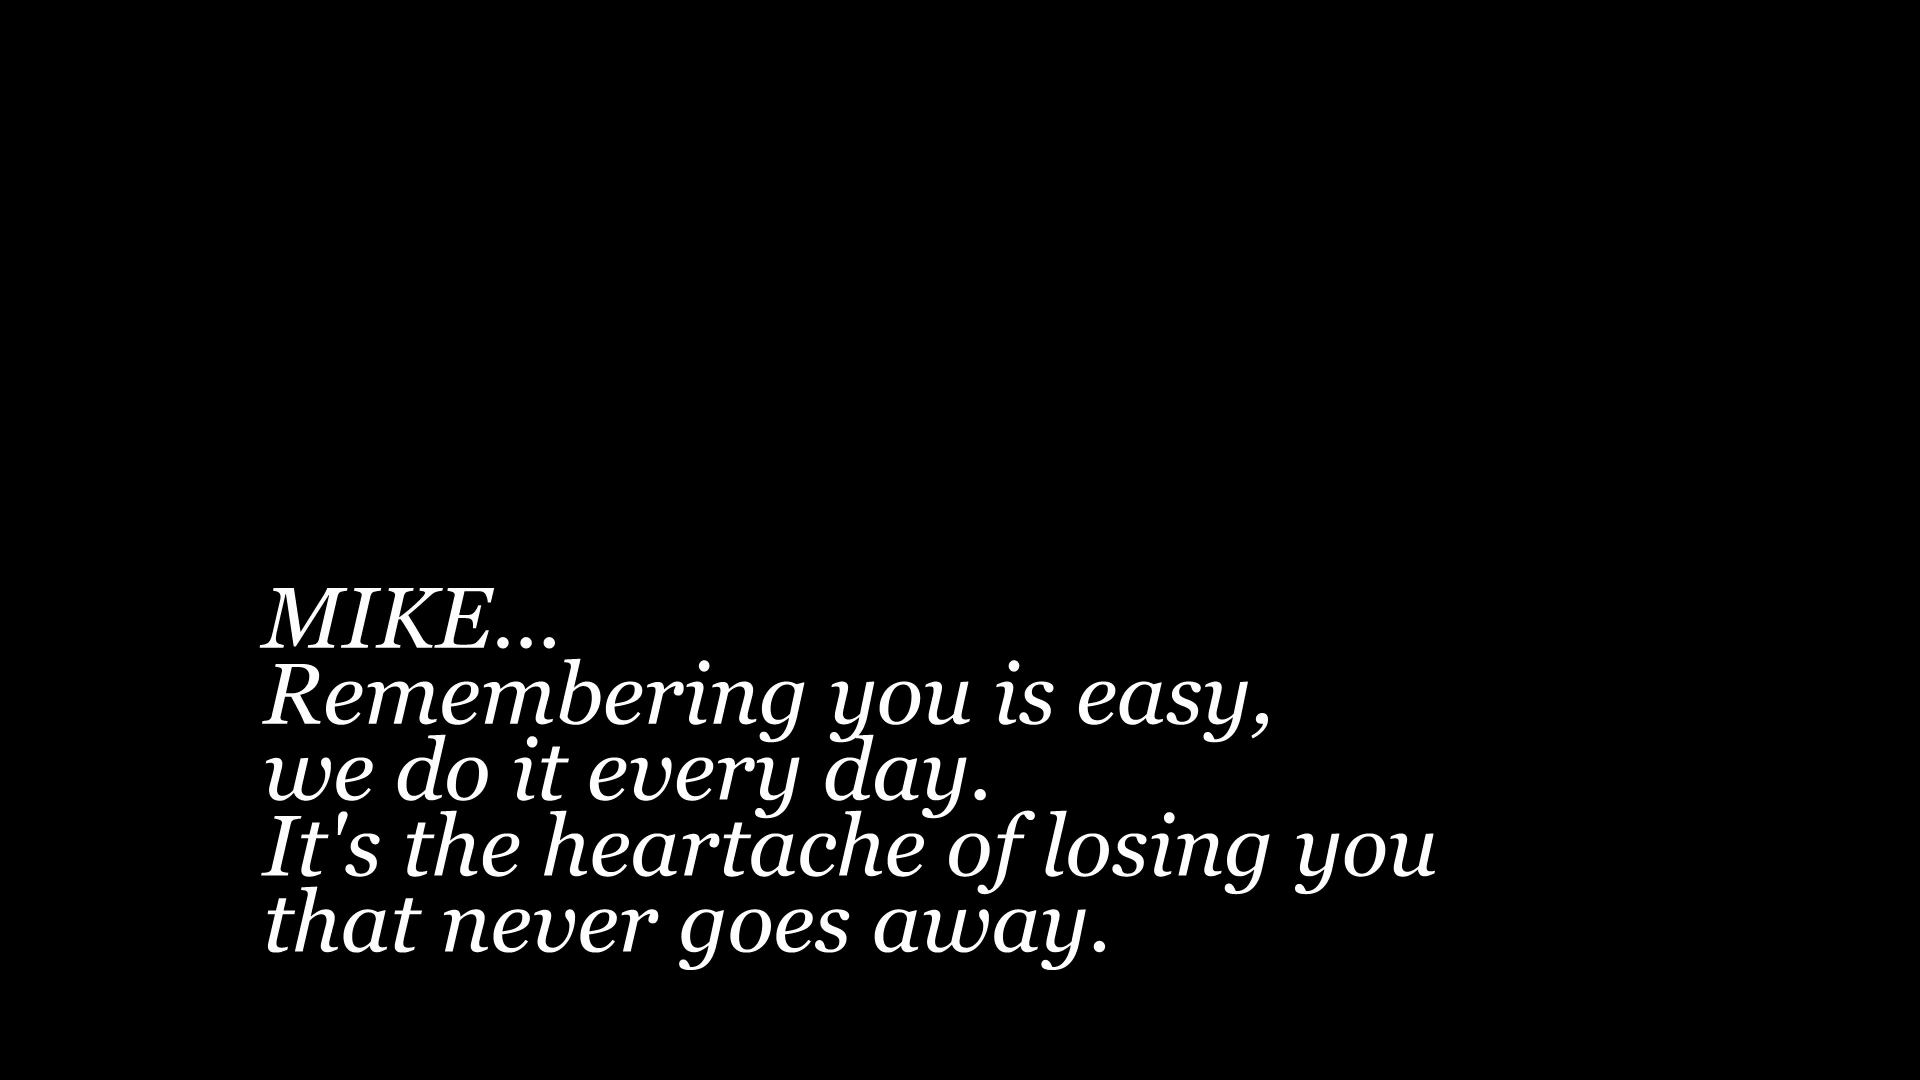 MIKE...
Remembering you is easy,
we do it every day.
It's the heartache of losing you
that never goes away.